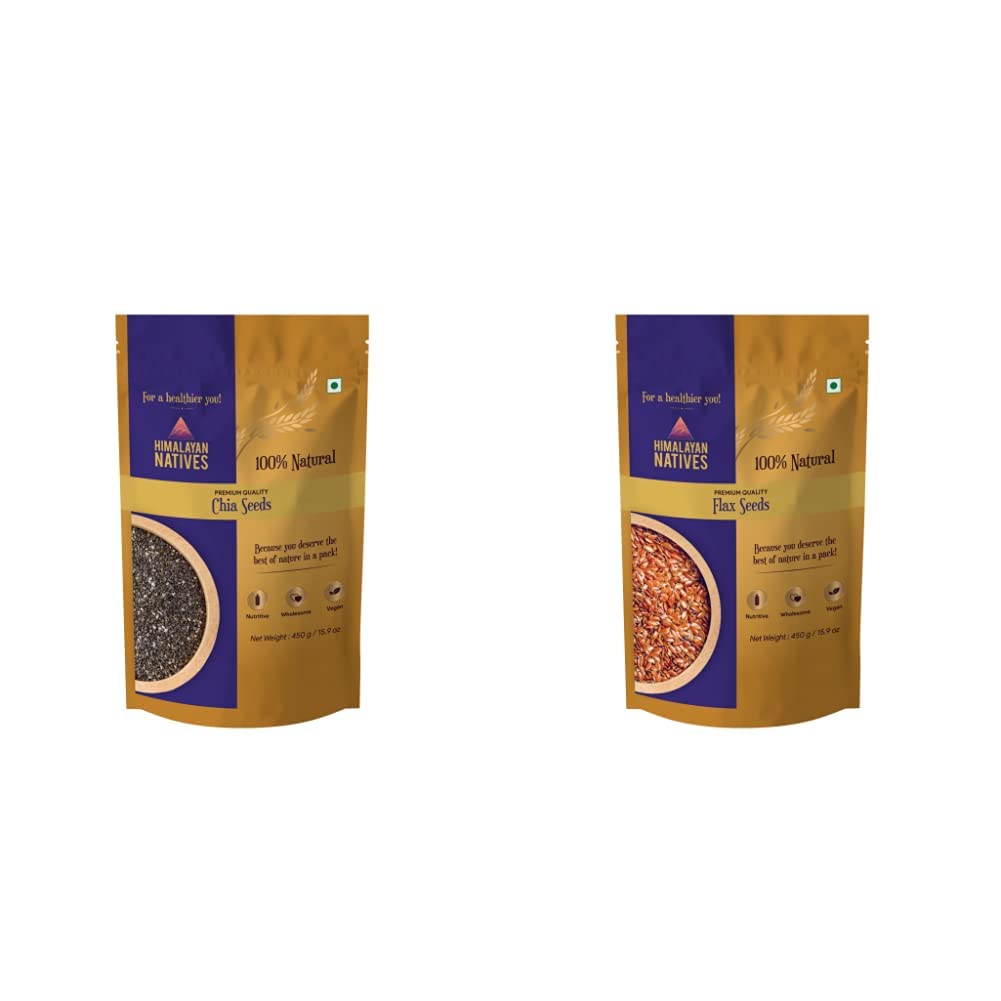 For a healthier you!
HIMALAYAN
NATIVES
100% Natural
PREMIUM QUALITY
Chia Seeds
Because you deserve the
best of nature in a pack!
Nutritive
Wholesome
Vegan
Net Weight : 450 g / 15.9 oz
For a healthier you!
HIMALAYAN
NATIVES
100% Natural
PREMIUM QUALITY
Flax Seeds
Because you deserve the
best of nature in a pack!
Nutritive
Wholesome
Vegan
Net Weight : 450 g / 15.9 oz